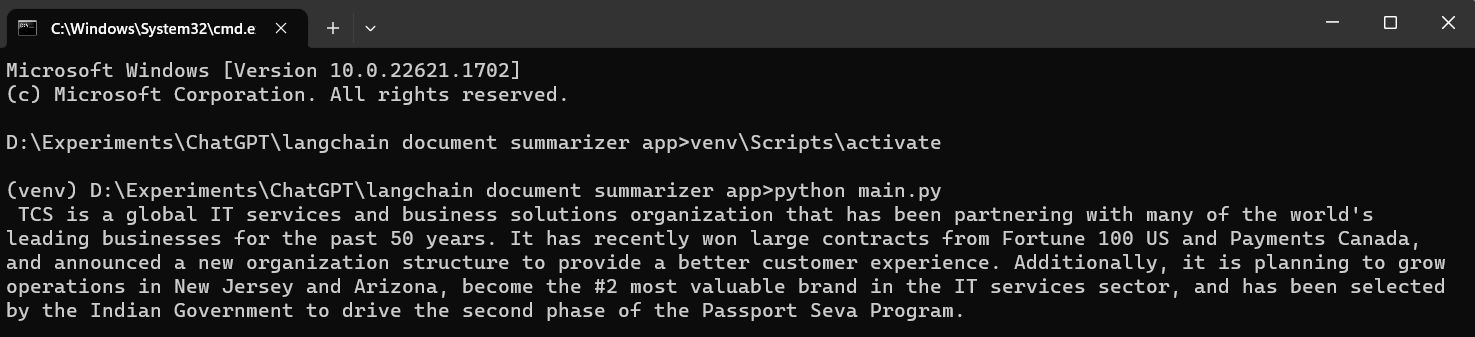 C:\Windows\System32\cmd.e
Microsoft Windows [Version 10.0.22621.1702]
(c) Microsoft Corporation. All rights reserved.
D:\Experiments\ChatGPT\langchain document summarizer app>venv\Scripts\activate
(venv) D:\Experiments\ChatGPT\langchain document summarizer app>python main.py
TCS is a global IT services and business solutions organization that has been partnering with many of the world's
leading businesses for the past 50 years. It has recently won large contracts from Fortune 100 US and Payments Canada,
and announced a new organization structure to provide a better customer experience. Additionally, it is planning to grow
operations in New Jersey and Arizona, become the #2 most valuable brand in the IT services sector, and has been selected
by the Indian Government to drive the second phase of the Passport Seva Program.